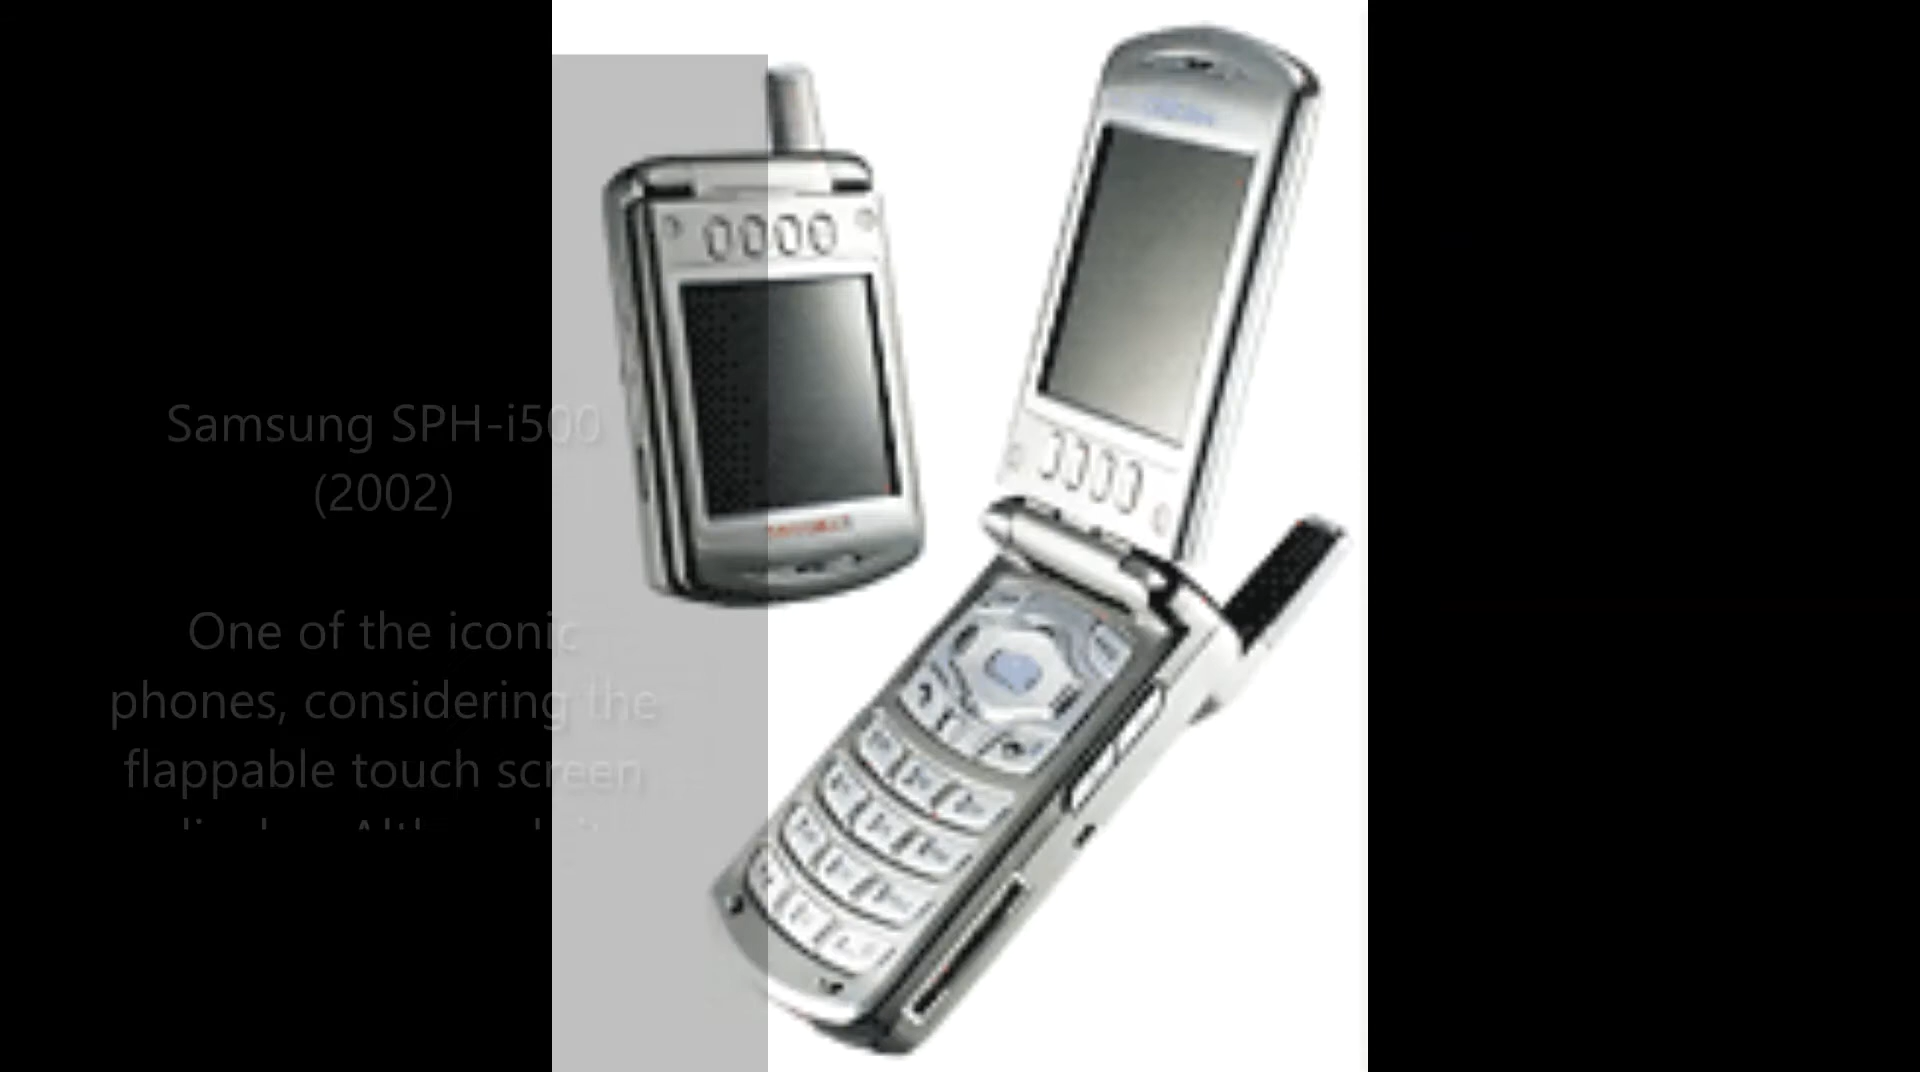 Samsung SPH-i500
(2002)
One of the iconic
phones, considering the
flappable touch screen